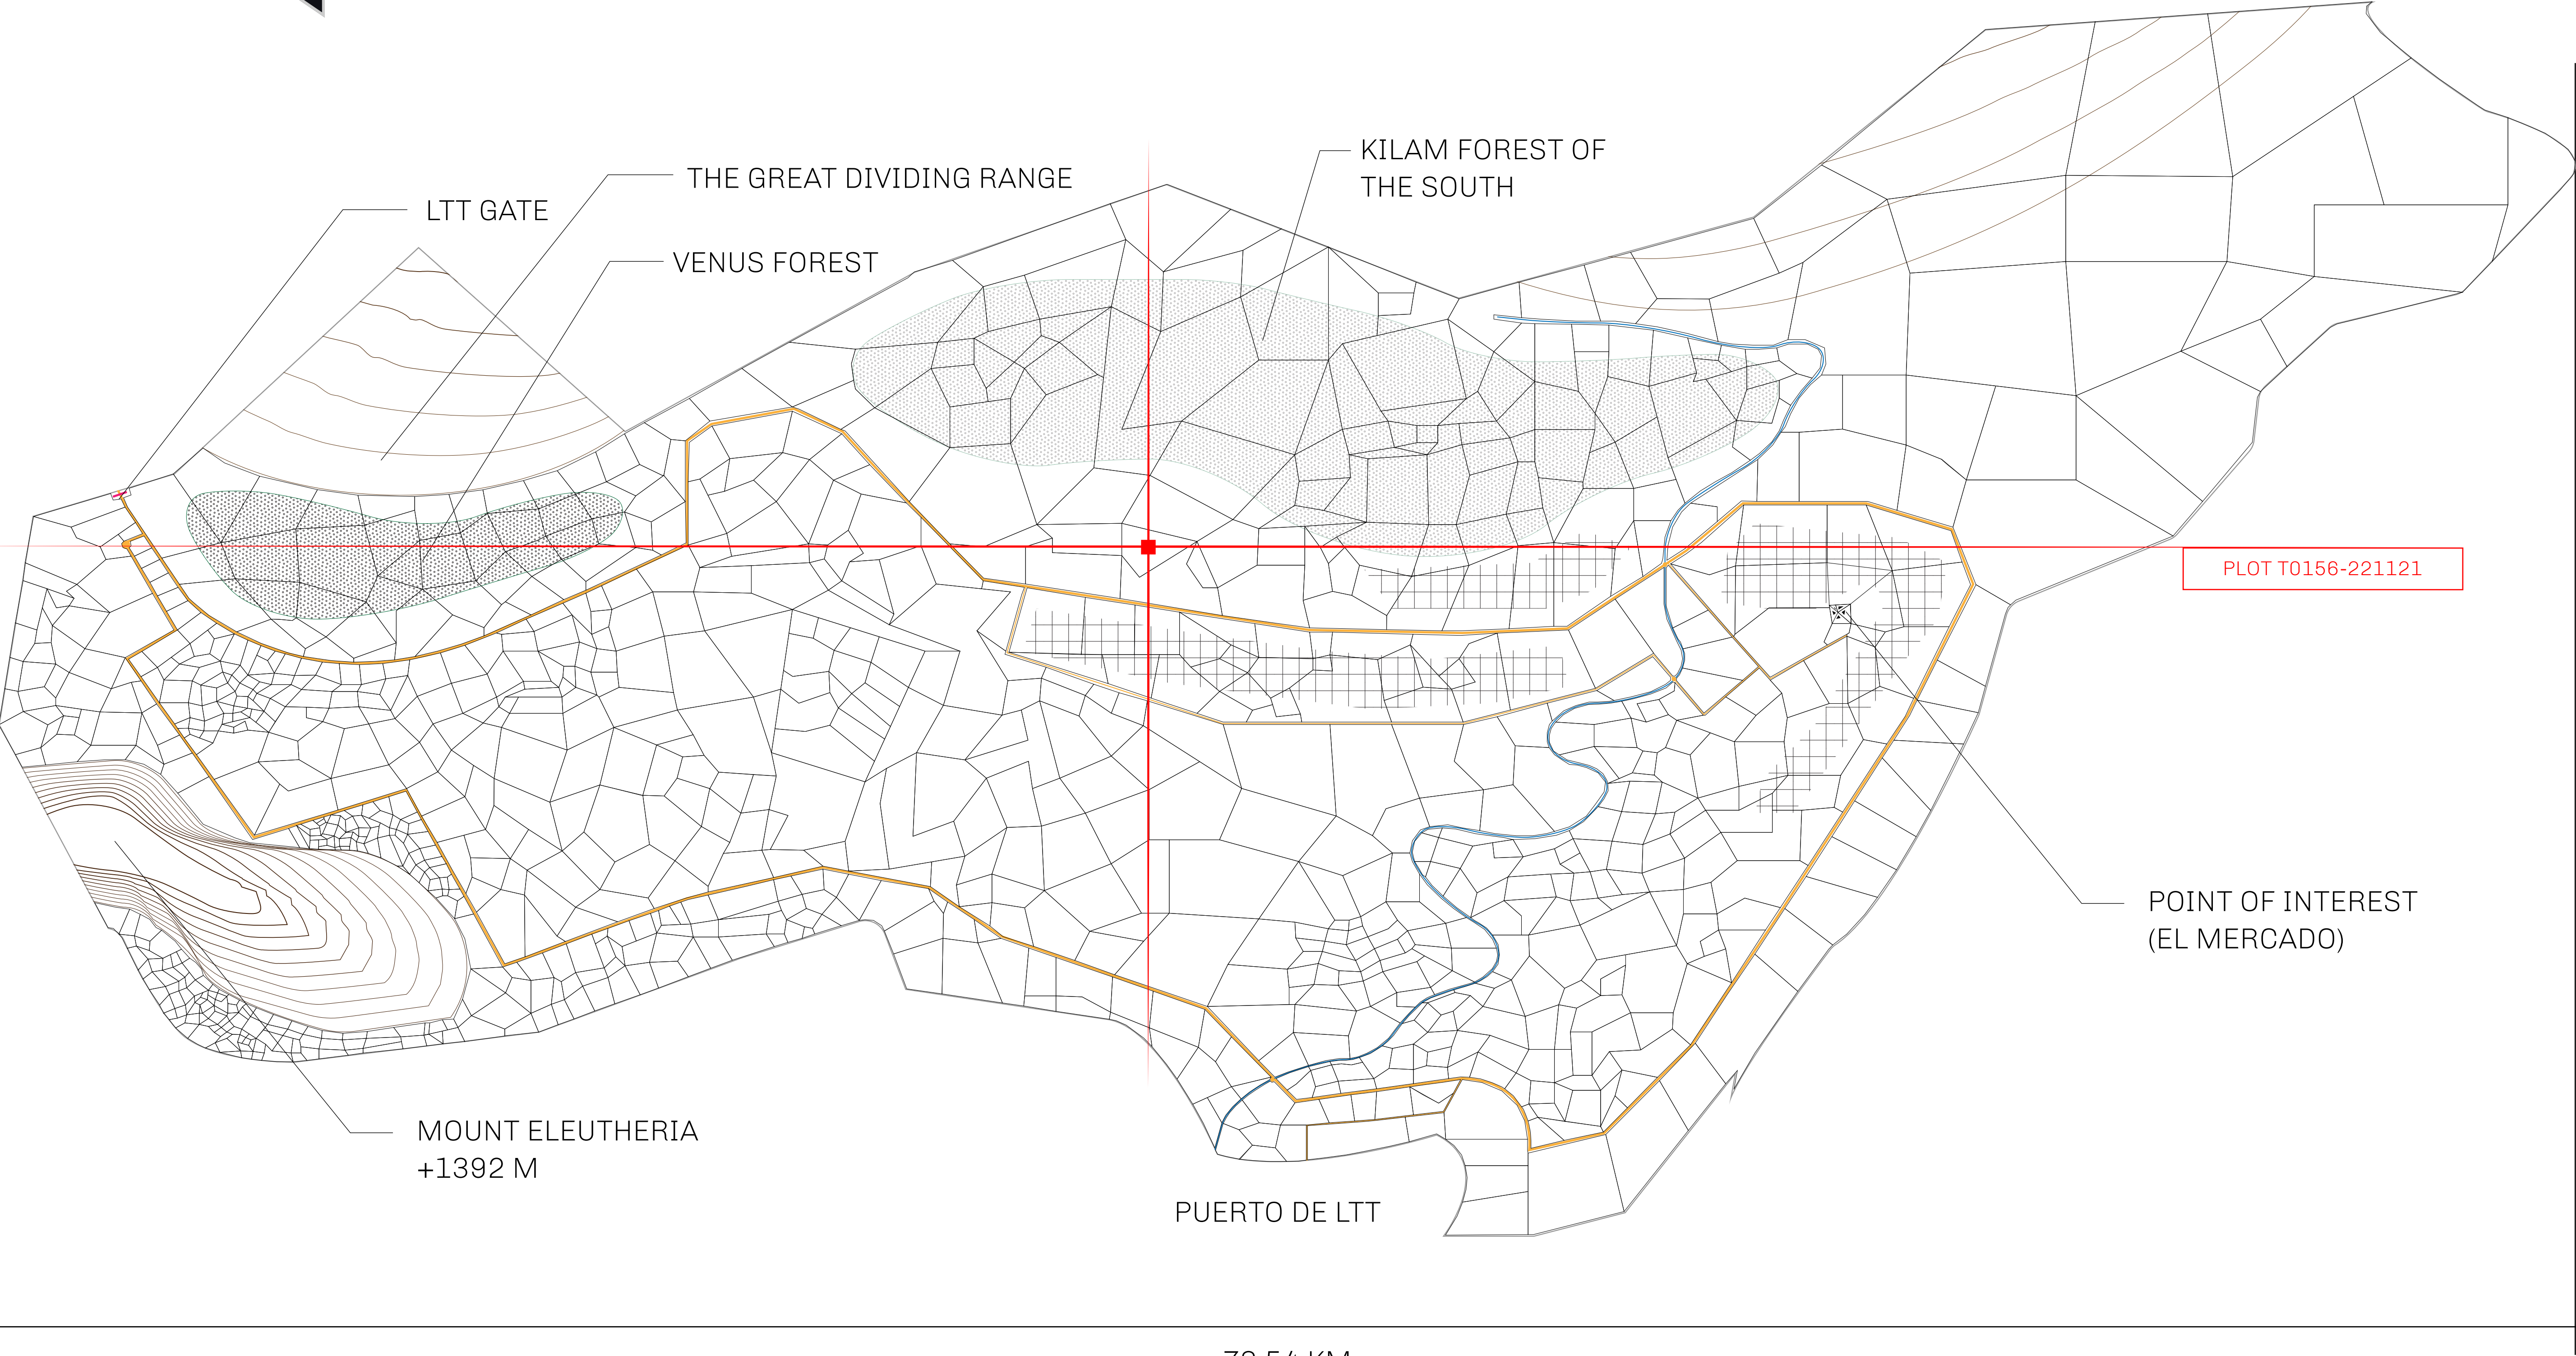 KILAM FOREST OF
THE SOUTH
THE GREAT DIVIDING RANGE
LTT GATE
VENUS FOREST
PLOT T0156-221121
POINT OF INTEREST
(EL MERCADO)
MOUNT ELEUTHERIA
+1392 M
PUERTO DE LTT
KM